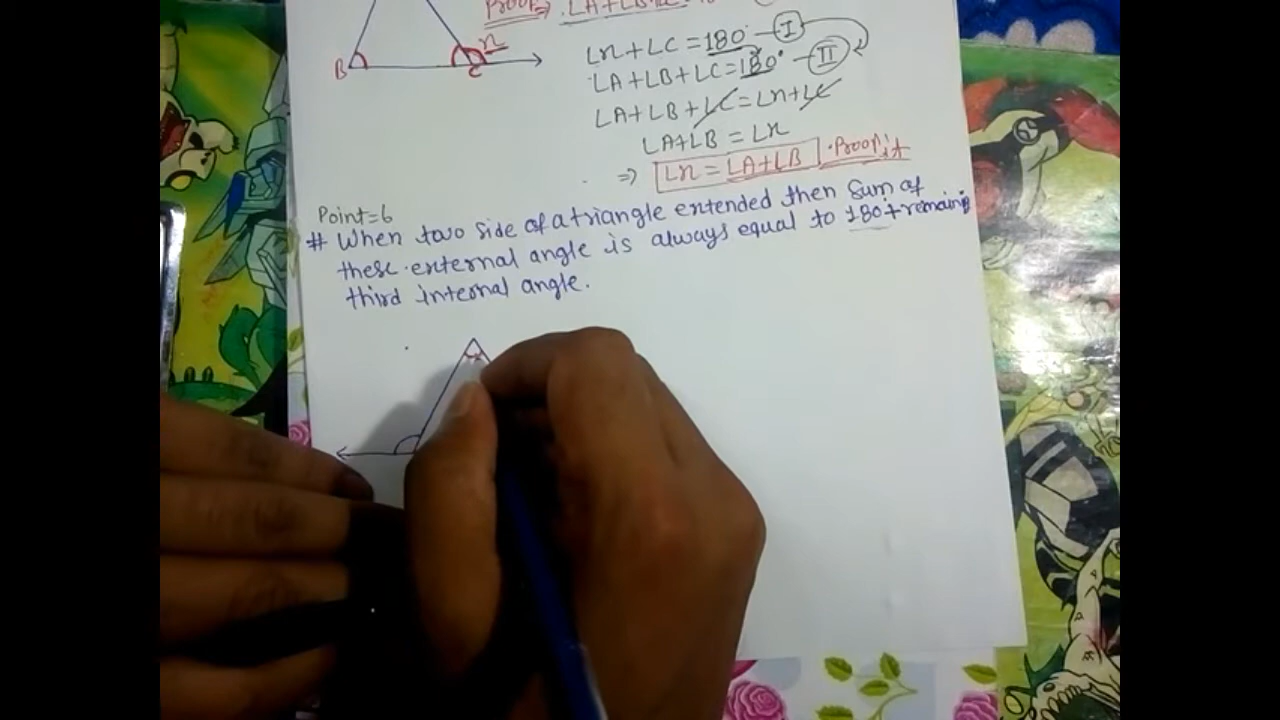 Proof⇒ ∠A+∠B
B
C
n
∠n+∠C=180° -Ⓘ
∠A+∠B+∠C=180° -Ⅱ
∠A+∠B+∠C=∠n+∠C
∠A+∠B=∠n
⇒ ∠n=∠A+∠B .Proof it
Point=6
# When two side of a triangle extended then sum of
these external angle is always equal to 180°+remaining
third internal angle.